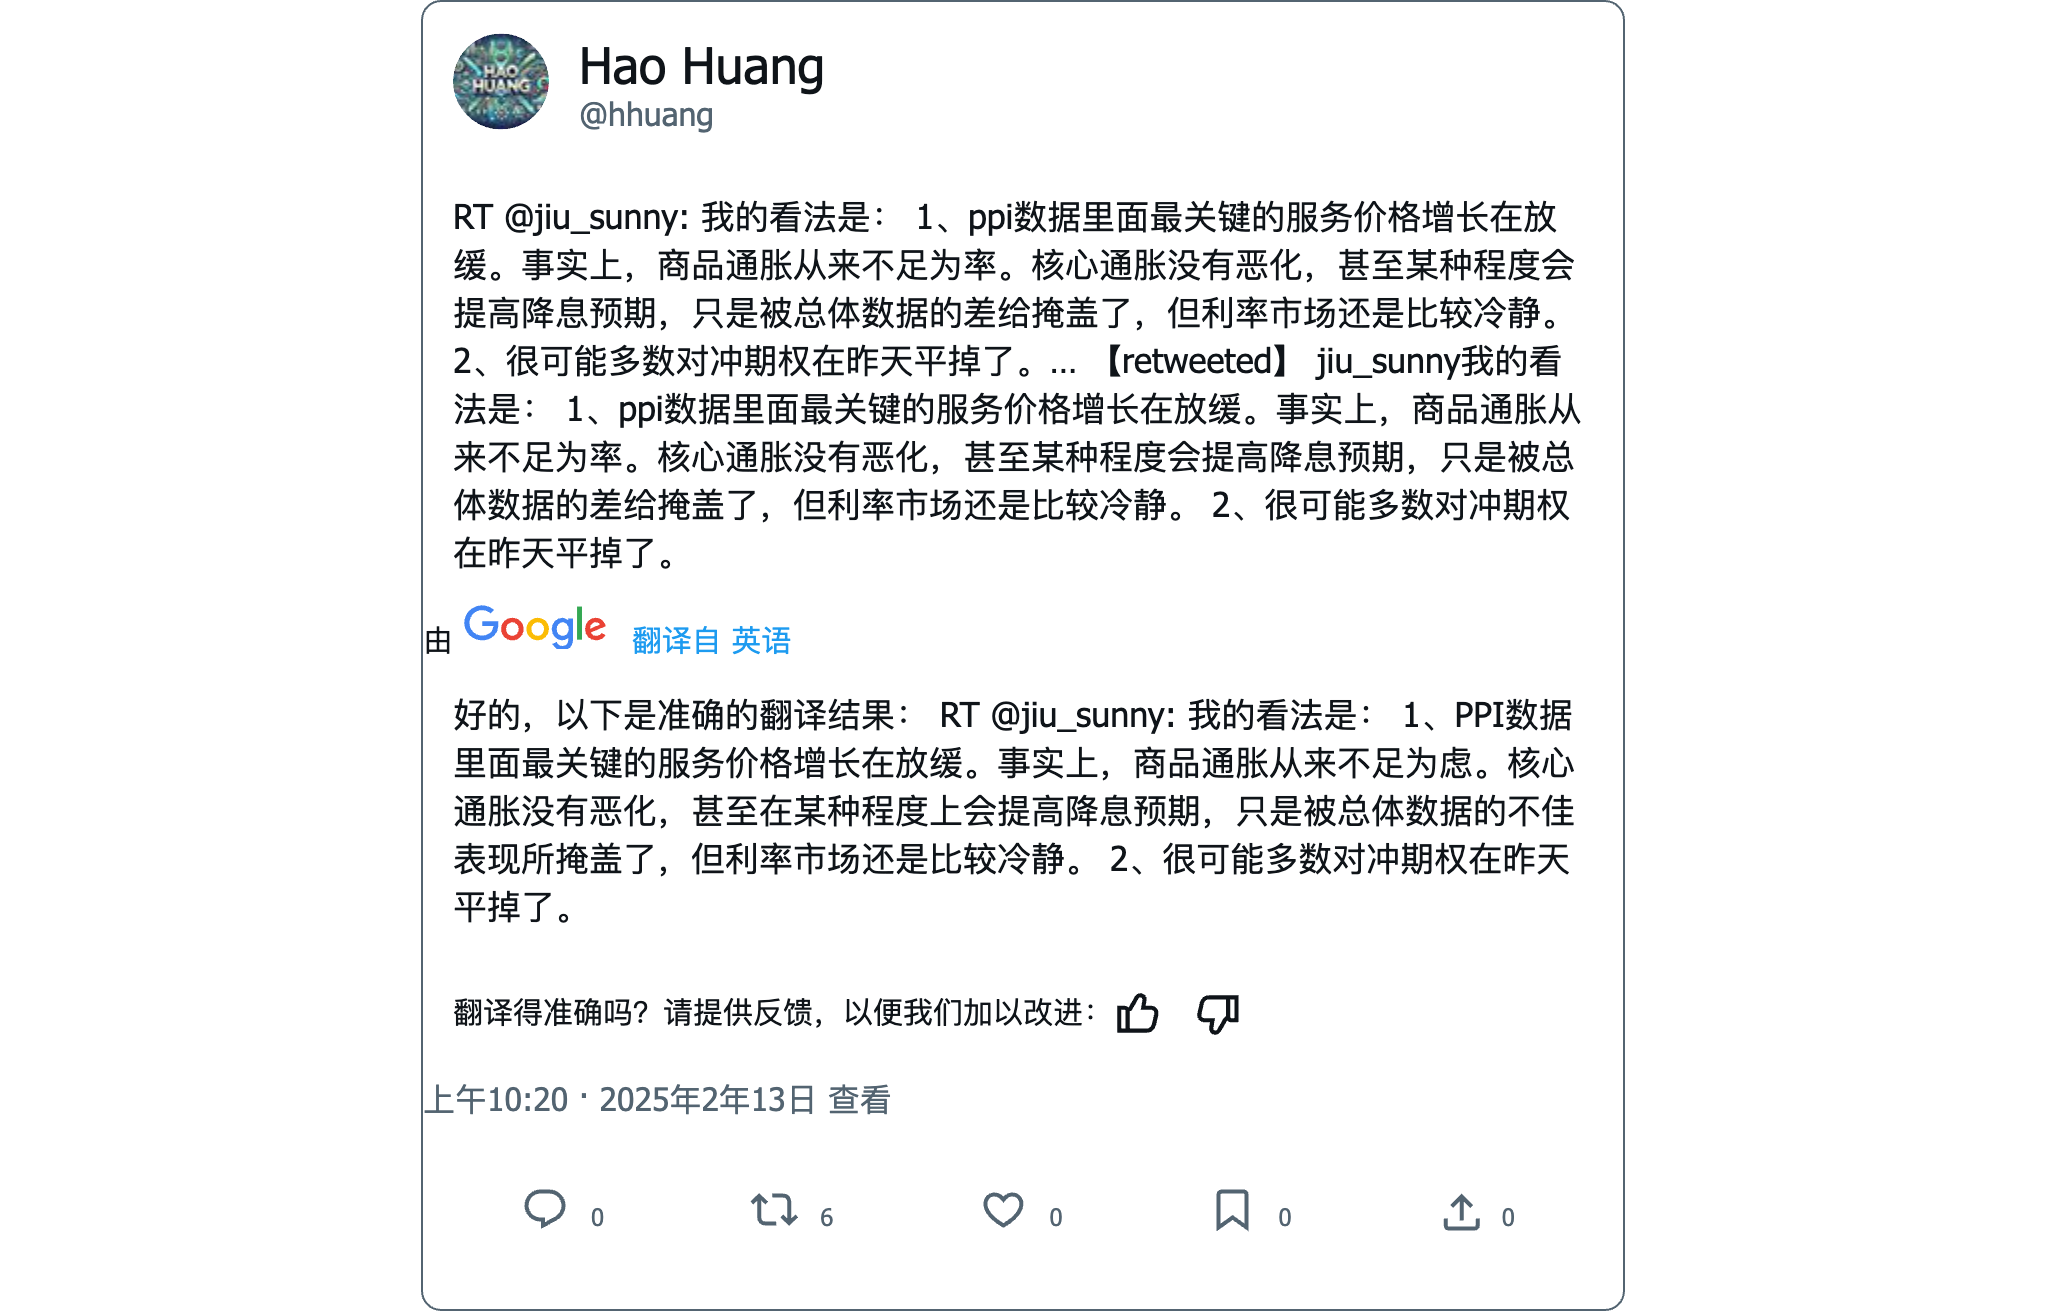 HAO
HUANG
Hao Huang
@hhuang
RT @jiu_sunny: 我的看法是： 1、ppi数据里面最关键的服务价格增长在放
缓。事实上，商品通胀从来不足为率。核心通胀没有恶化，甚至某种程度会
提高降息预期，只是被总体数据的差给掩盖了，但利率市场还是比较冷静。
2、很可能多数对冲期权在昨天平掉了。... 【retweeted】 jiu_sunny我的看
法是： 1、ppi数据里面最关键的服务价格增长在放缓。事实上，商品通胀从
来不足为率。核心通胀没有恶化，甚至某种程度会提高降息预期，只是被总
体数据的差给掩盖了，但利率市场还是比较冷静。 2、很可能多数对冲期权
在昨天平掉了。
由 Google 翻译自 英语
好的，以下是准确的翻译结果： RT @jiu_sunny: 我的看法是： 1、PPI数据
里面最关键的服务价格增长在放缓。事实上，商品通胀从来不足为虑。核心
通胀没有恶化，甚至在某种程度上会提高降息预期，只是被总体数据的不佳
表现所掩盖了，但利率市场还是比较冷静。 2、很可能多数对冲期权在昨天
平掉了。
翻译得准确吗？请提供反馈，以便我们加以改进：
上午10:20 · 2025年2年13日 查看
0 6 0 0 0